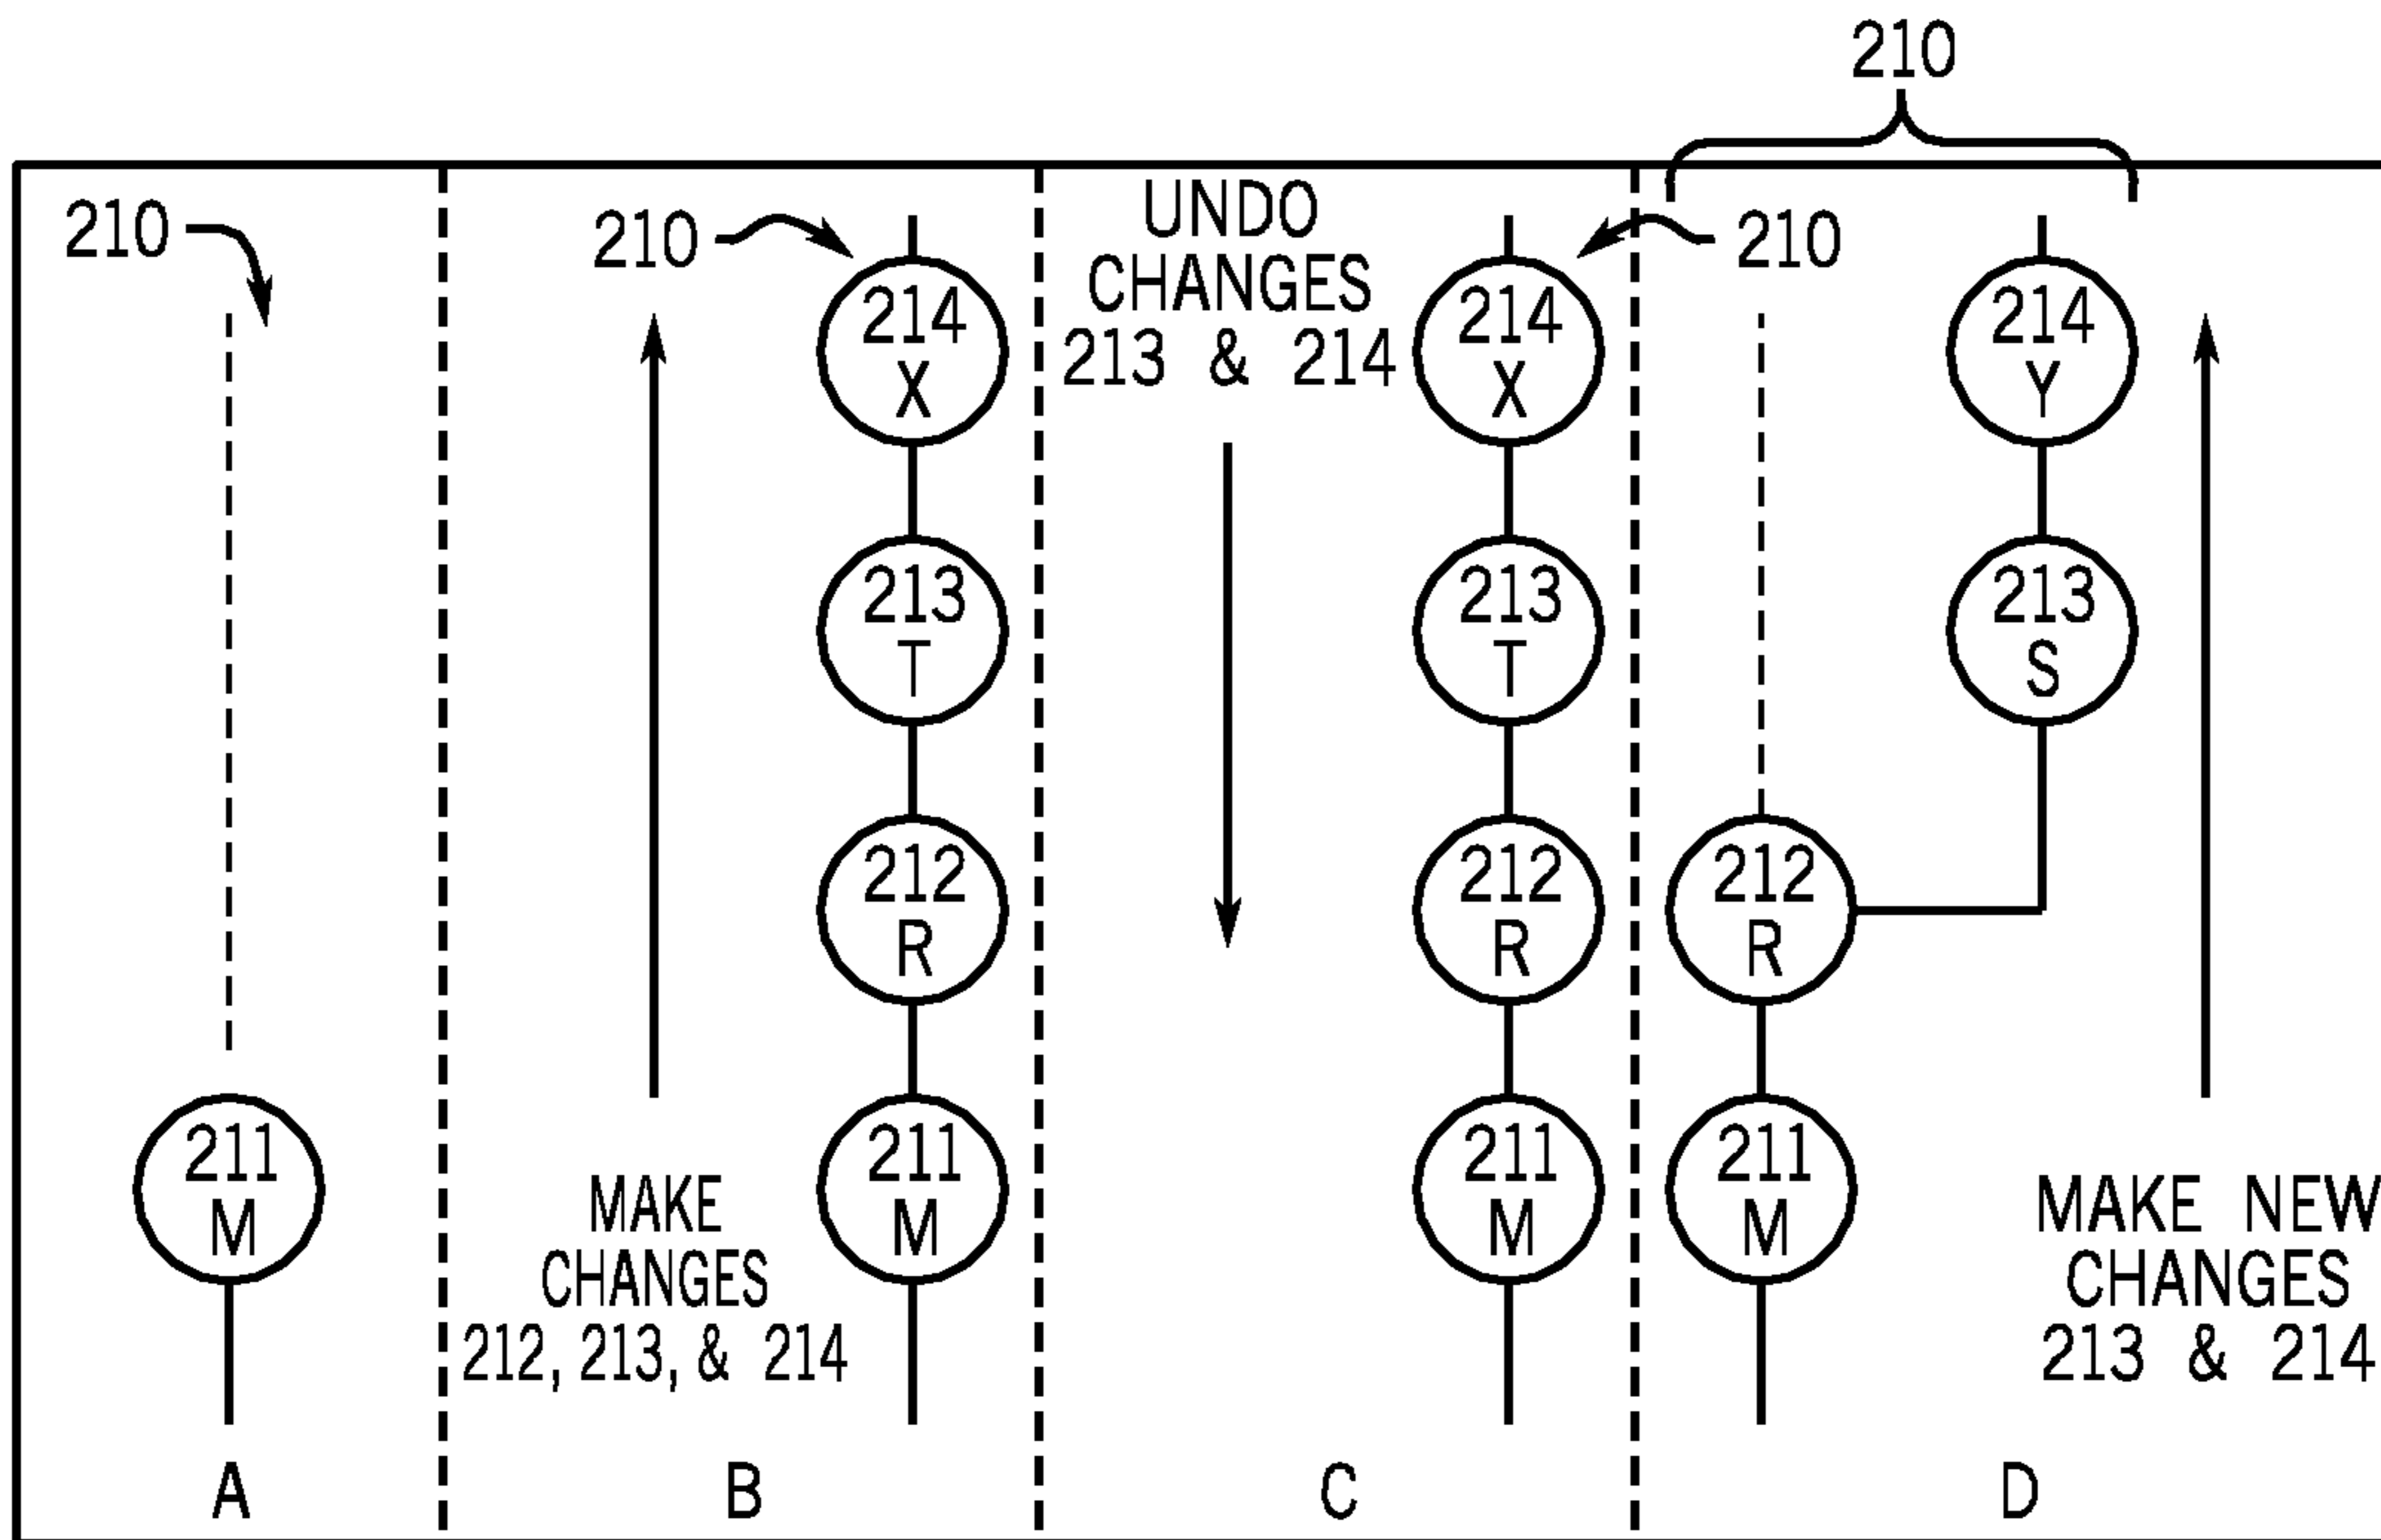 210
210
211
M
A
210
214
X
213
T
212
R
211
M
MAKE
CHANGES
212, 213, & 214
B
UNDO
CHANGES
213 & 214
214
X
213
T
212
R
211
M
C
210
214
Y
213
S
212
R
211
M
MAKE NEW
CHANGES
213 & 214
D